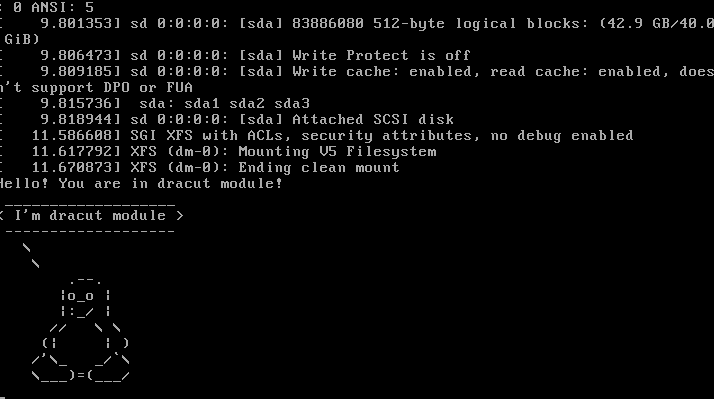 : 0 ANSI: 5
[    9.801353] sd 0:0:0:0: [sda] 83886080 512-byte logical blocks: (42.9 GB/40.0
 GiB)
[    9.806473] sd 0:0:0:0: [sda] Write Protect is off
[    9.809185] sd 0:0:0:0: [sda] Write cache: enabled, read cache: enabled, does
n't support DPO or FUA
[    9.815736]  sda: sda1 sda2 sda3
[    9.818944] sd 0:0:0:0: [sda] Attached SCSI disk
[   11.586608] SGI XFS with ACLs, security attributes, no debug enabled
[   11.617792] XFS (dm-0): Mounting V5 Filesystem
[   11.670873] XFS (dm-0): Ending clean mount
Hello! You are in dracut module!
 ___________________
< I'm dracut module >
 -------------------
   \
    \
        .--.
       |o_o |
       |:_/ |
      //   \ \
     (|     | )
    /'\_   _/`\
    \___)=(___/